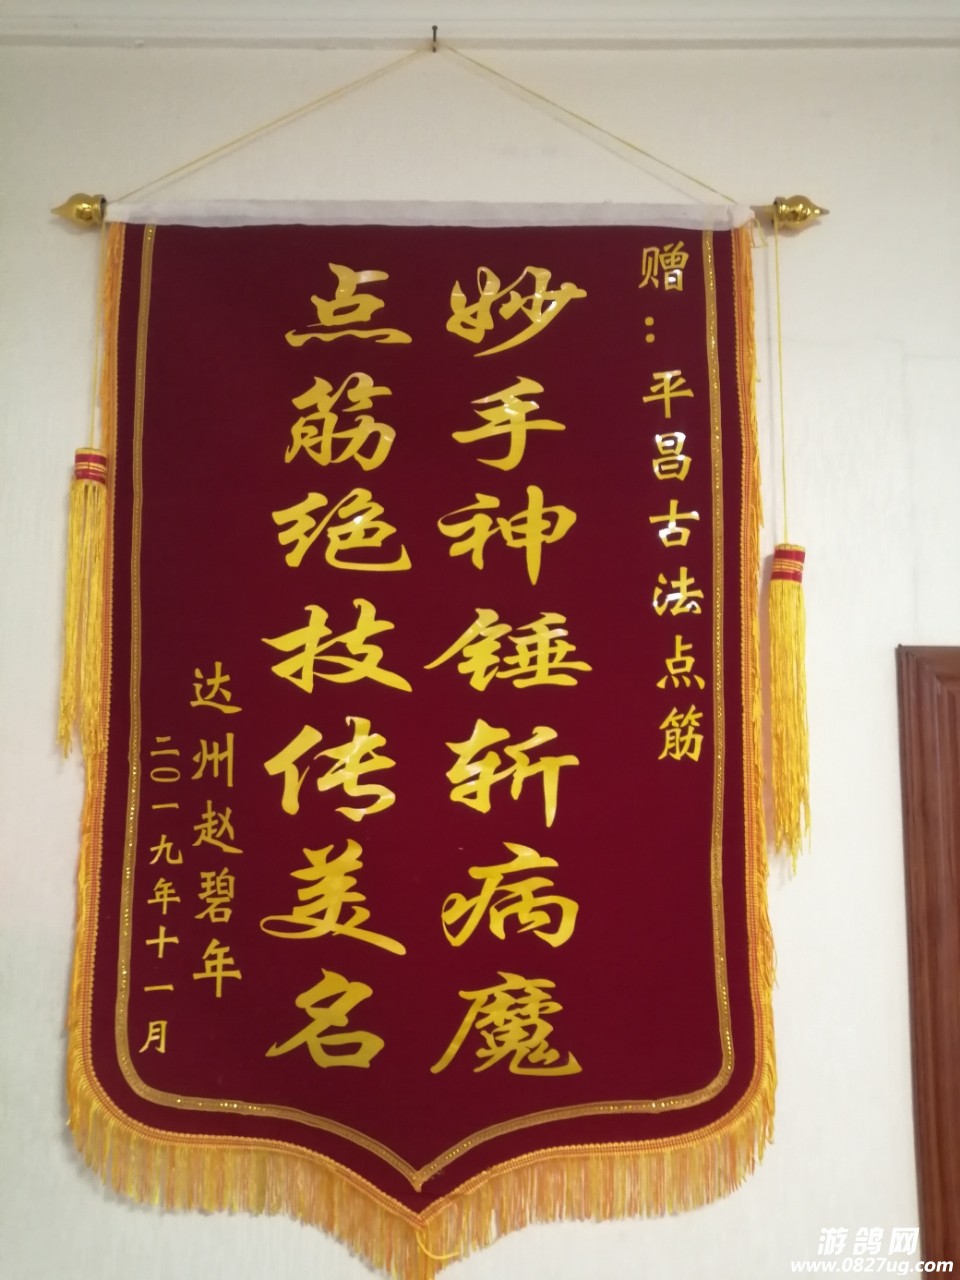 赠：平昌古法点筋
妙手神锤斩病魔
点筋绝技传美名
达州赵碧年
二〇一九年十一月
游鸽网
www.0827ug.com